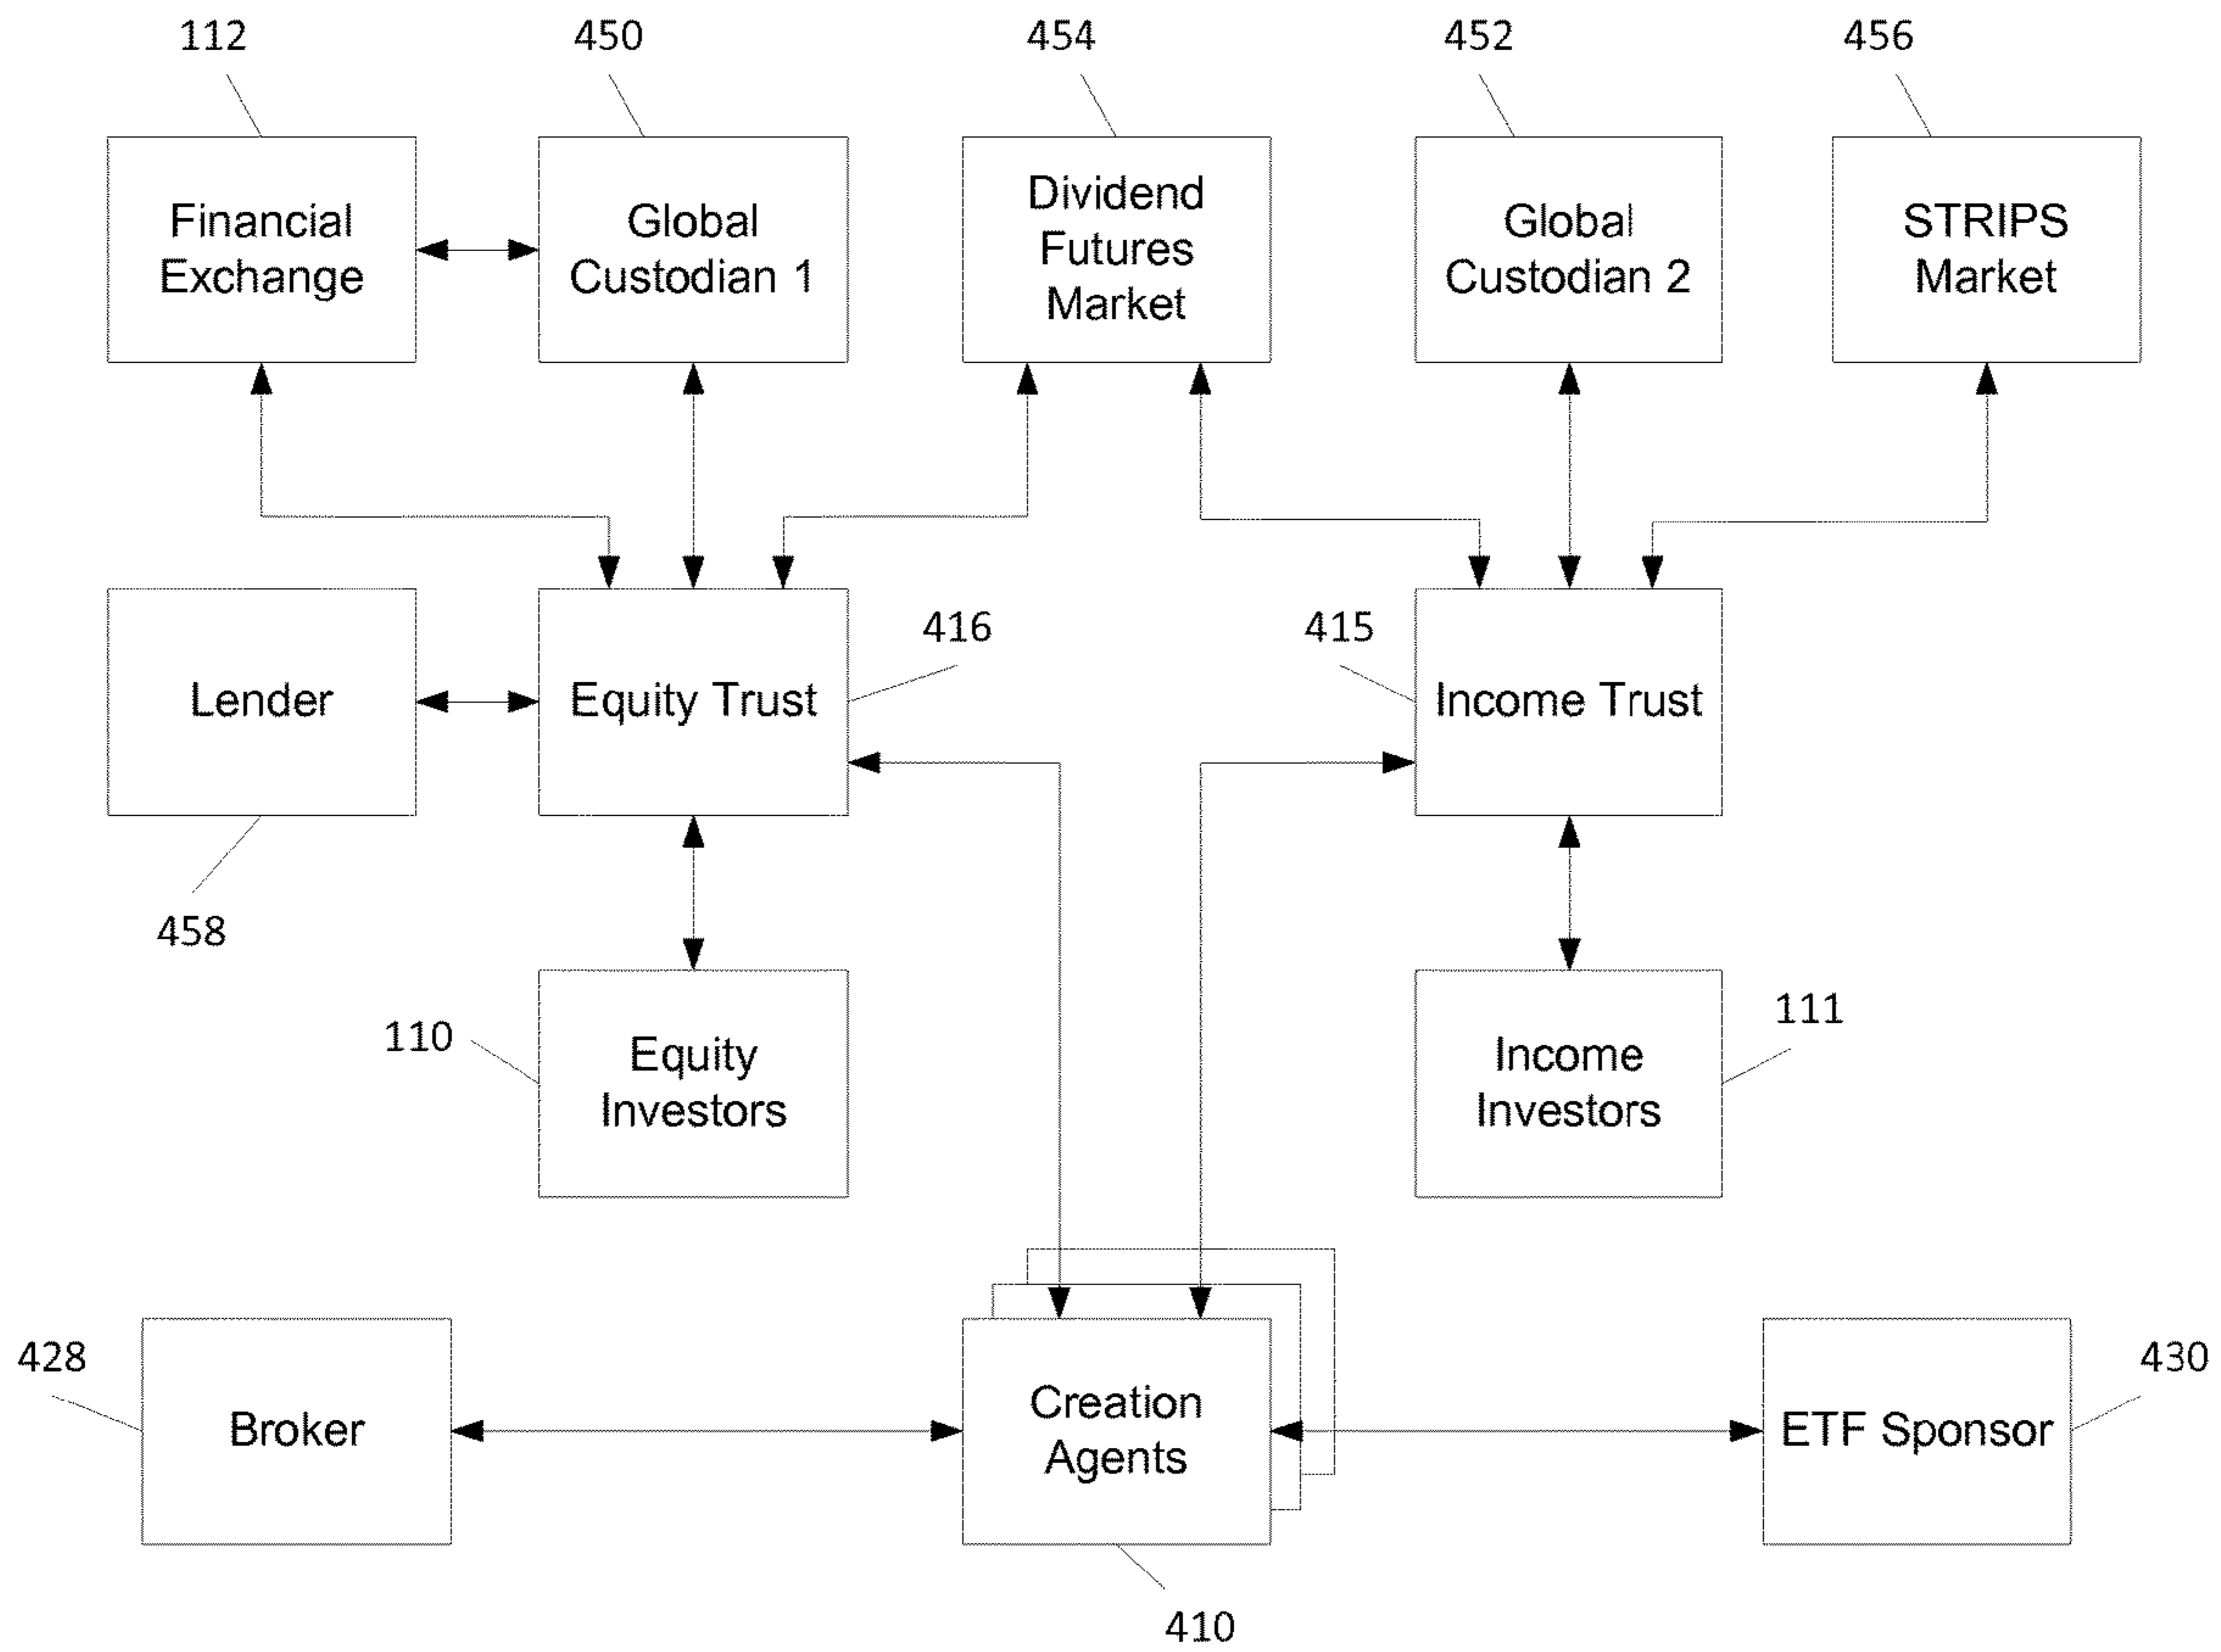 112
450
454
452
456
Financial
Exchange
Global
Custodian 1
Dividend
Futures
Market
Global
Custodian 2
STRIPS
Market
416
415
Lender
Equity Trust
Income Trust
458
110
111
Equity
Investors
Income
Investors
428
430
Broker
Creation
Agents
ETF Sponsor
410